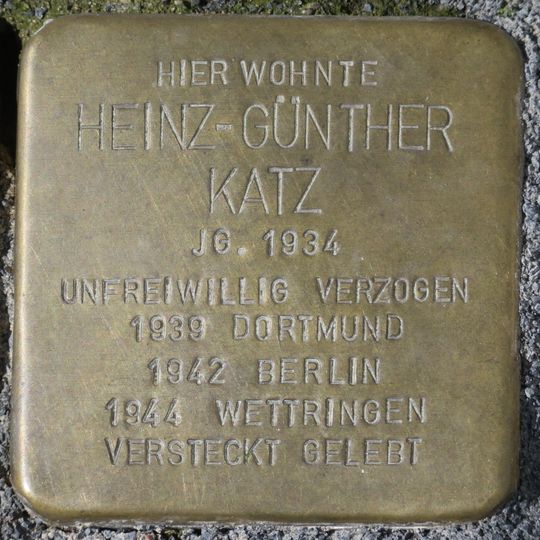 HIER WOHNTE
HEINZ-GÜNTHER
KATZ
JG. 1934
UNFREIWILLIG VERZOGEN
1939 DORTMUND
1942 BERLIN
1944 WETTRINGEN
VERSTECKT GELEBT